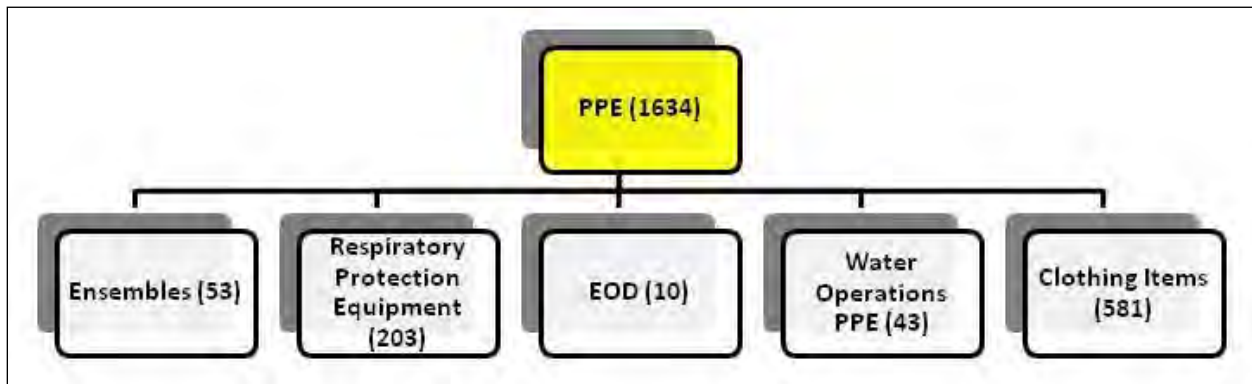 PPE (1634)
Ensembles (53)
Respiratory
Protection
Equipment
(203)
EOD (10)
Water
Operations
PPE (43)
Clothing Items
(581)